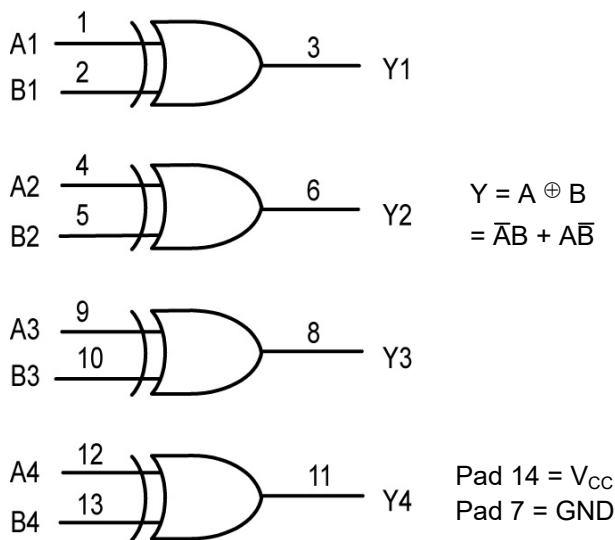 1
A1
3
Y1
2
B1
4
A2
6
Y2
5
B2
Y = A ⊕ B
= A̅B + AB̅
9
A3
8
Y3
10
B3
12
A4
11
Y4
13
B4
Pad 14 = V_CC
Pad 7 = GND